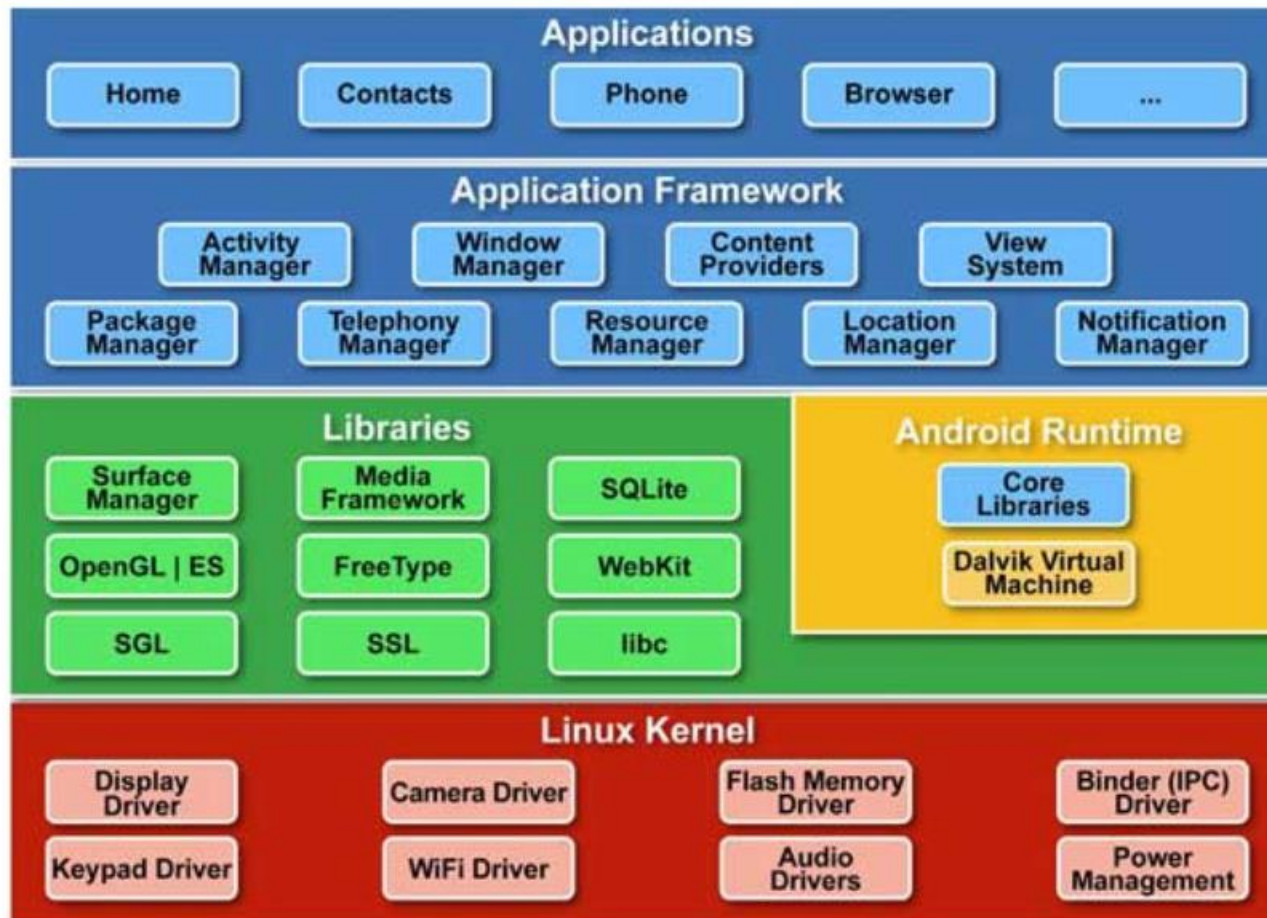 Applications
Home
Contacts
Phone
Browser
...
Application Framework
Activity
Manager
Window
Manager
Content
Providers
View
System
Package
Manager
Telephony
Manager
Resource
Manager
Location
Manager
Notification
Manager
Libraries
Surface
Manager
Media
Framework
SQLite
OpenGL | ES
FreeType
WebKit
SGL
SSL
libc
Android Runtime
Core
Libraries
Dalvik Virtual
Machine
Linux Kernel
Display
Driver
Camera Driver
Flash Memory
Driver
Binder (IPC)
Driver
Keypad Driver
WiFi Driver
Audio
Drivers
Power
Management